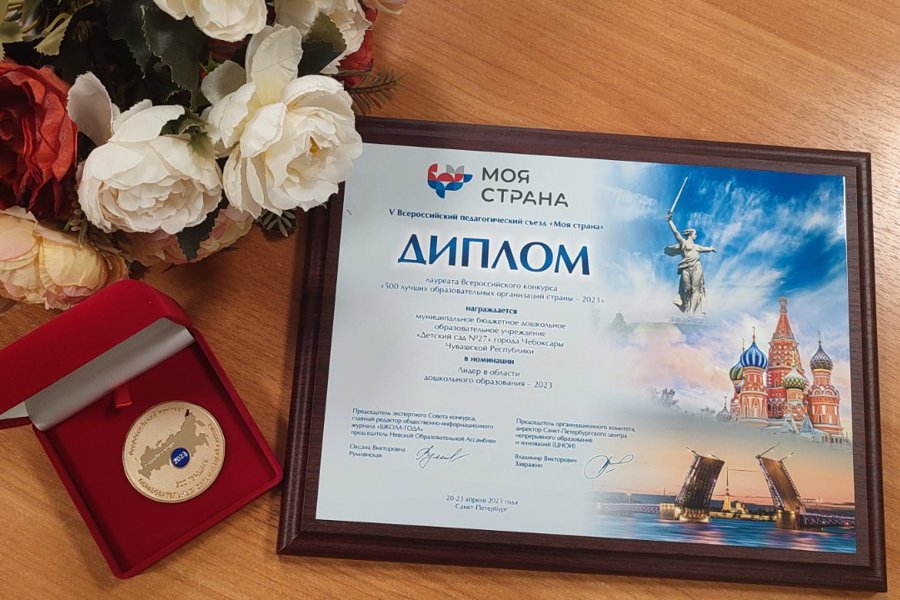 МОЯ
СТРАНА
V Всероссийский педагогический съезд «Моя страна»
ДИПЛОМ
лауреата Всероссийского конкурса
«500 лучших образовательных организаций страны - 2023»
награждается
муниципальное бюджетное дошкольное
образовательное учреждение
«Детский сад №27» города Чебоксары
Чувашской Республики
в номинации
Лидер в области
дошкольного образования - 2023
Председатель экспертного Совета конкурса,
главный редактор общественно-информационного
журнала «ШКОЛА ГОДА»
председатель Невской Образовательной Ассамблеи
Оксана Викторовна
Румлянская
Председатель организационного комитета,
директор Санкт-Петербургского центра
непрерывного образования
и инноваций (ЦНОИ)
Владимир Викторович
Завражин
20-23 апреля 2023 года
Санкт-Петербург
2023